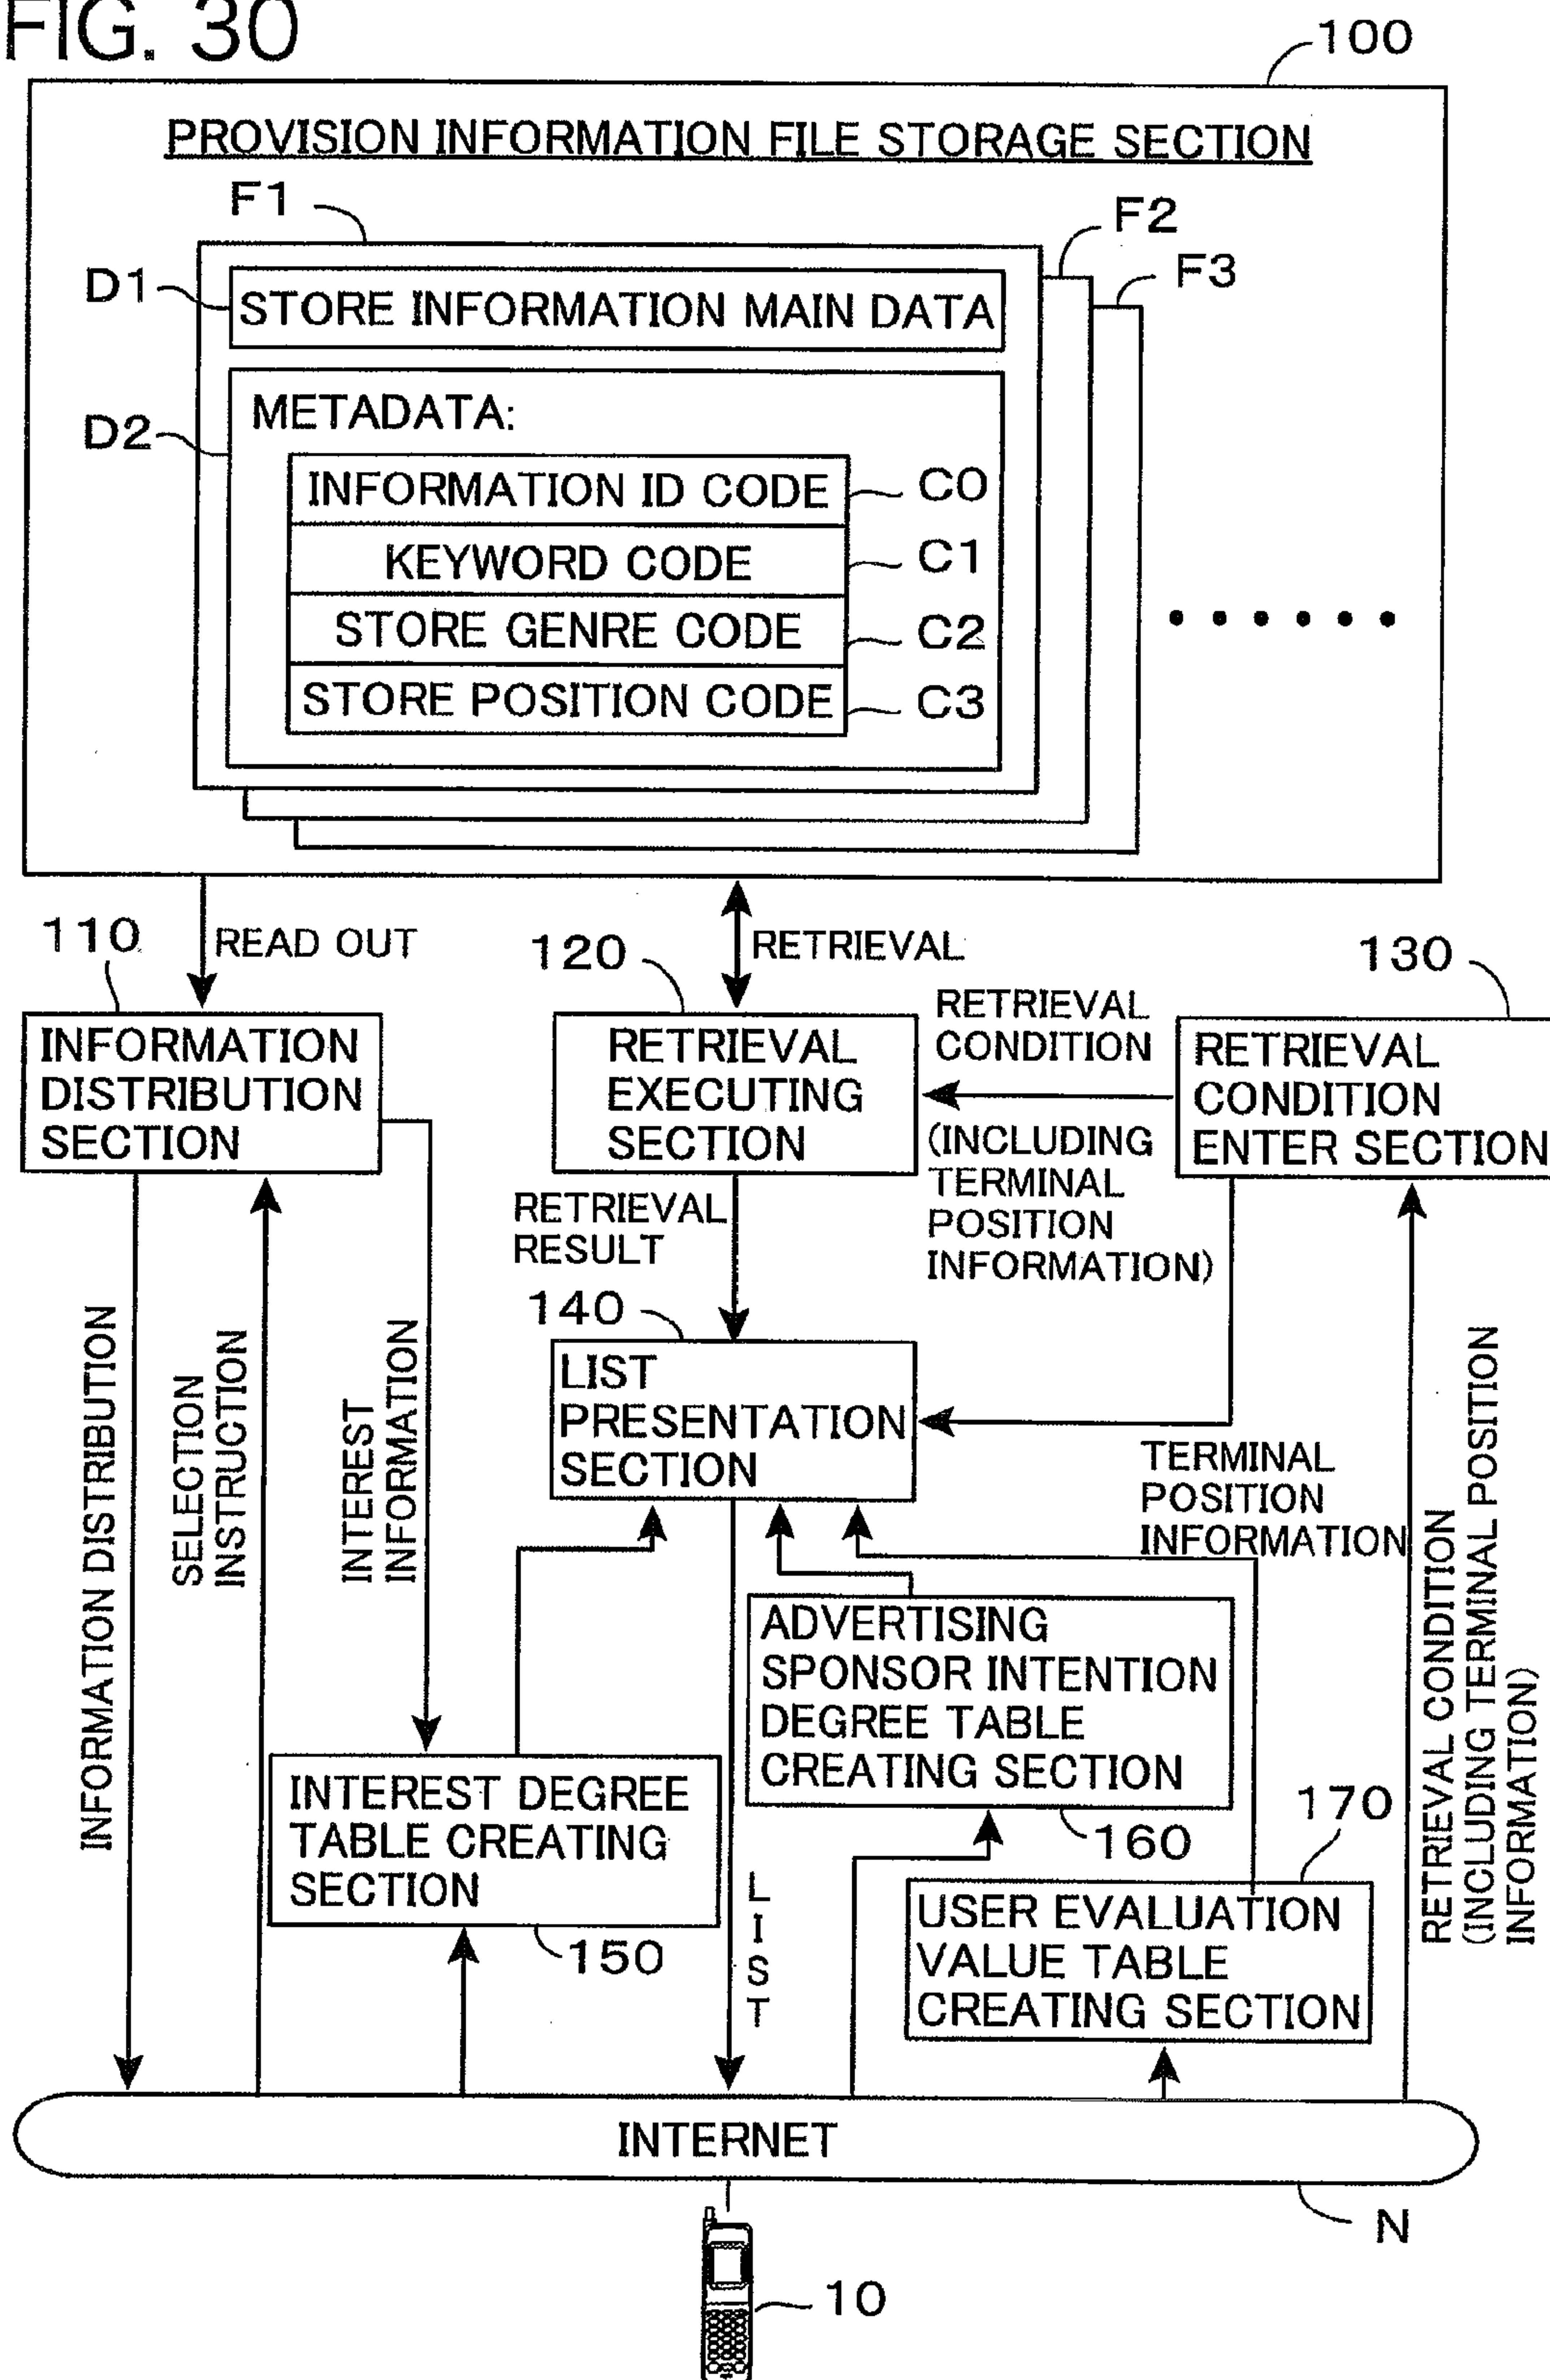 FIG. 30
100
PROVISION INFORMATION FILE STORAGE SECTION
F1
F2
F3
D1
STORE INFORMATION MAIN DATA
D2
METADATA:
INFORMATION ID CODE
C0
KEYWORD CODE
C1
STORE GENRE CODE
C2
STORE POSITION CODE
C3
110
READ OUT
120
RETRIEVAL
130
INFORMATION
DISTRIBUTION
SECTION
RETRIEVAL
EXECUTING
SECTION
RETRIEVAL
CONDITION
(INCLUDING
TERMINAL
POSITION
INFORMATION)
RETRIEVAL
CONDITION
ENTER SECTION
RETRIEVAL
RESULT
140
LIST
PRESENTATION
SECTION
INFORMATION DISTRIBUTION
SELECTION
INSTRUCTION
INTEREST
INFORMATION
TERMINAL
POSITION
INFORMATION
RETRIEVAL CONDITION
(INCLUDING TERMINAL POSITION
INFORMATION)
ADVERTISING
SPONSOR INTENTION
DEGREE TABLE
CREATING SECTION
160
170
INTEREST DEGREE
TABLE CREATING
SECTION
150
LIST
USER EVALUATION
VALUE TABLE
CREATING SECTION
INTERNET
N
10